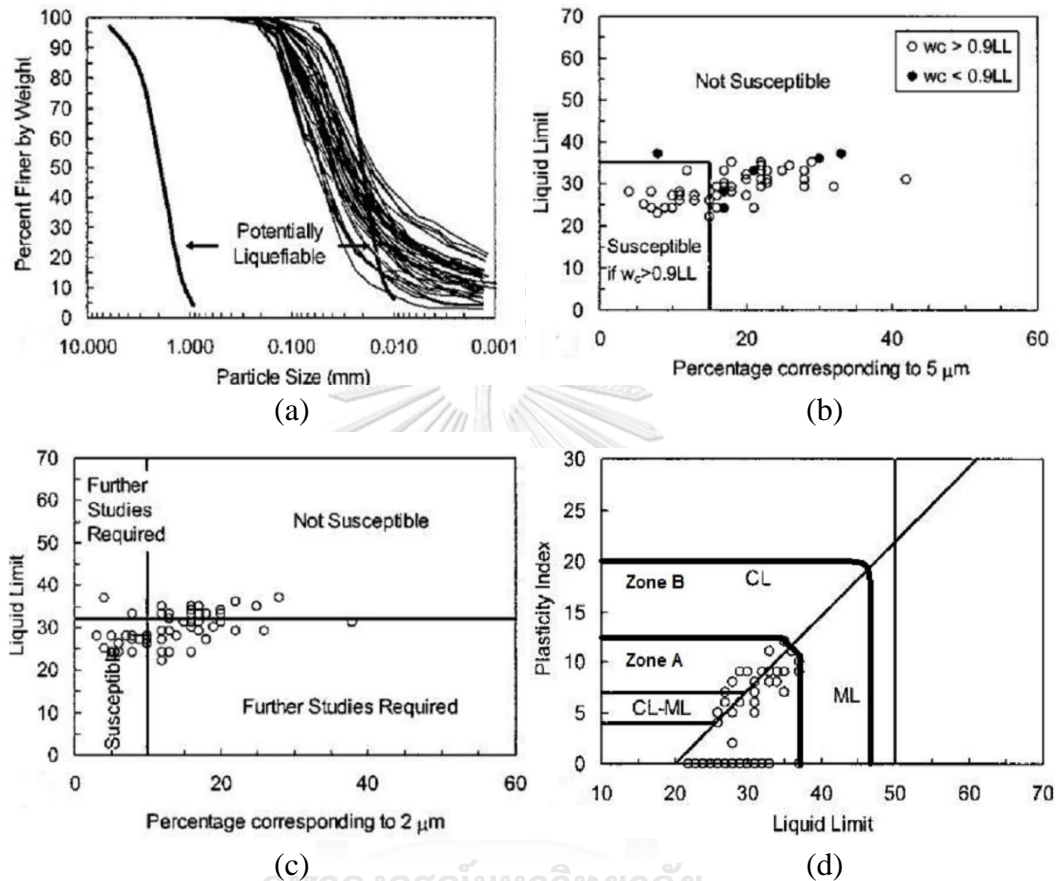 Percent Finer by Weight
100
90
80
70
60
50
40
30
20
10
0
Potentially
Liquefiable
10.000
1.000
0.100
0.010
0.001
Particle Size (mm)
(a)
Liquid Limit
70
60
50
40
30
20
10
0
wc > 0.9LL
wc < 0.9LL
Not Susceptible
Susceptible
if wc>0.9LL
0
20
40
60
Percentage corresponding to 5 μm
(b)
Liquid Limit
70
60
50
40
30
20
10
0
Further
Studies
Required
Not Susceptible
Susceptible
Further Studies Required
0
20
40
60
Percentage corresponding to 2 μm
(c)
Plasticity Index
30
25
20
15
10
5
0
Zone B
CL
Zone A
CL-ML
ML
10
20
30
40
50
60
70
Liquid Limit
(d)